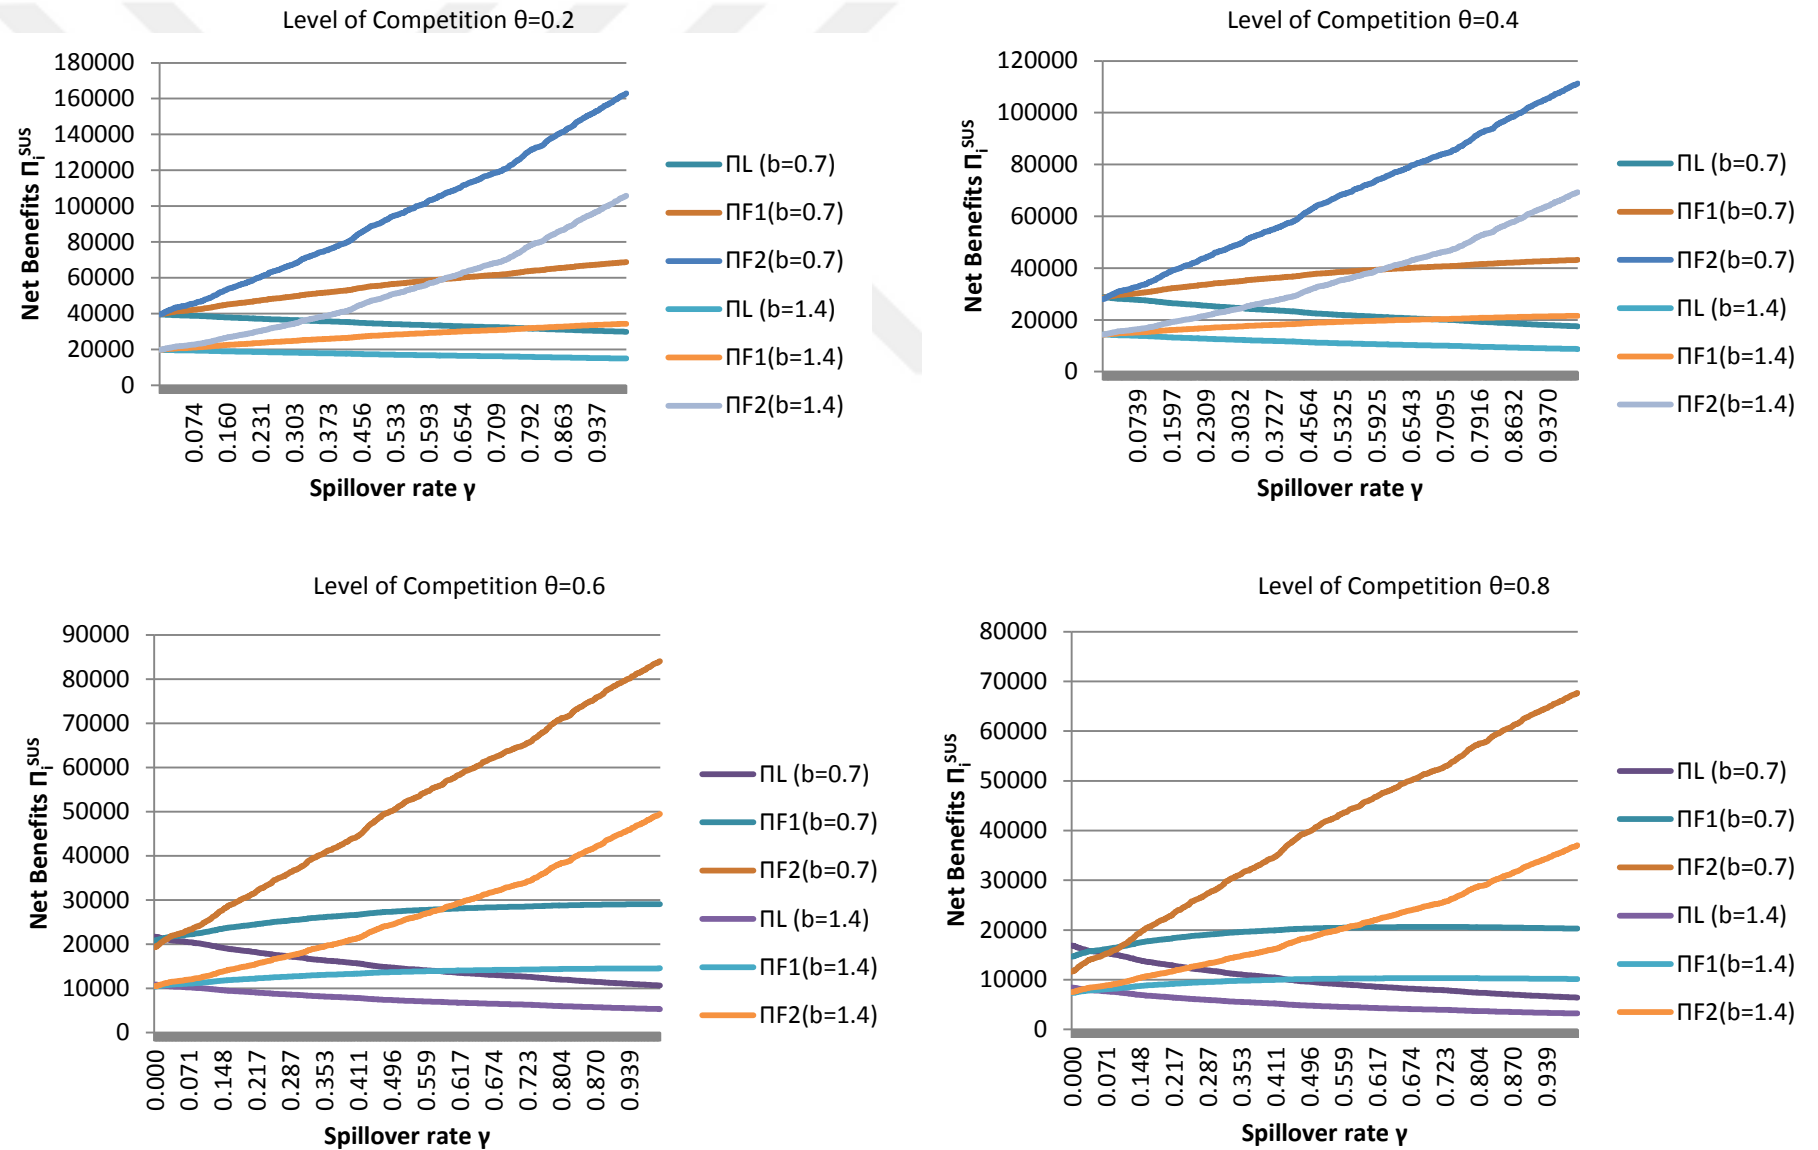 Level of Competition θ=0.2
180000
160000
140000
120000
100000
80000
60000
40000
20000
0
Net Benefits Π_i^SUS
0.074 0.160 0.231 0.303 0.373 0.456 0.533 0.593 0.654 0.709 0.792 0.863 0.937
Spillover rate γ
ΠL (b=0.7)
ΠF1(b=0.7)
ΠF2(b=0.7)
ΠL (b=1.4)
ΠF1(b=1.4)
ΠF2(b=1.4)
Level of Competition θ=0.4
120000
100000
80000
60000
40000
20000
0
Net Benefits Π_i^SUS
0.0739 0.1597 0.2309 0.3032 0.3727 0.4564 0.5325 0.5925 0.6543 0.7095 0.7916 0.8632 0.9370
Spillover rate γ
ΠL (b=0.7)
ΠF1(b=0.7)
ΠF2(b=0.7)
ΠL (b=1.4)
ΠF1(b=1.4)
ΠF2(b=1.4)
Level of Competition θ=0.6
90000
80000
70000
60000
50000
40000
30000
20000
10000
0
Net Benefits Π_i^SUS
0.000 0.071 0.148 0.217 0.287 0.353 0.411 0.496 0.559 0.617 0.674 0.723 0.804 0.870 0.939
Spillover rate γ
ΠL (b=0.7)
ΠF1(b=0.7)
ΠF2(b=0.7)
ΠL (b=1.4)
ΠF1(b=1.4)
ΠF2(b=1.4)
Level of Competition θ=0.8
80000
70000
60000
50000
40000
30000
20000
10000
0
Net Benefits Π_i^SUS
0.000 0.071 0.148 0.217 0.287 0.353 0.411 0.496 0.559 0.617 0.674 0.723 0.804 0.870 0.939
Spillover rate γ
ΠL (b=0.7)
ΠF1(b=0.7)
ΠF2(b=0.7)
ΠL (b=1.4)
ΠF1(b=1.4)
ΠF2(b=1.4)